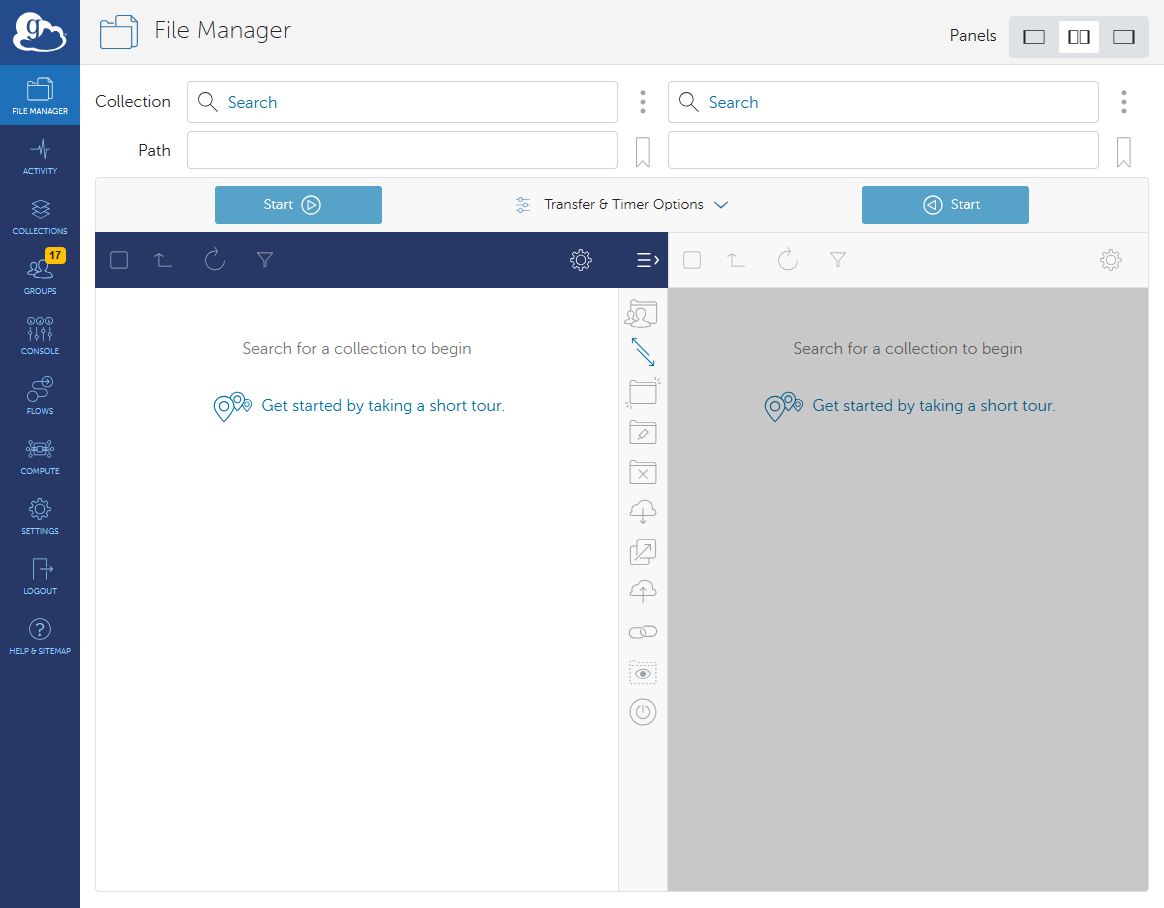 g
File Manager
Panels
FILE MANAGER
ACTIVITY
COLLECTIONS
17
GROUPS
CONSOLE
FLOWS
COMPUTE
SETTINGS
LOGOUT
?
HELP & SITEMAP
Collection
Search
Search
Path
Start
Transfer & Timer Options
Start
Search for a collection to begin
Get started by taking a short tour.
Search for a collection to begin
Get started by taking a short tour.